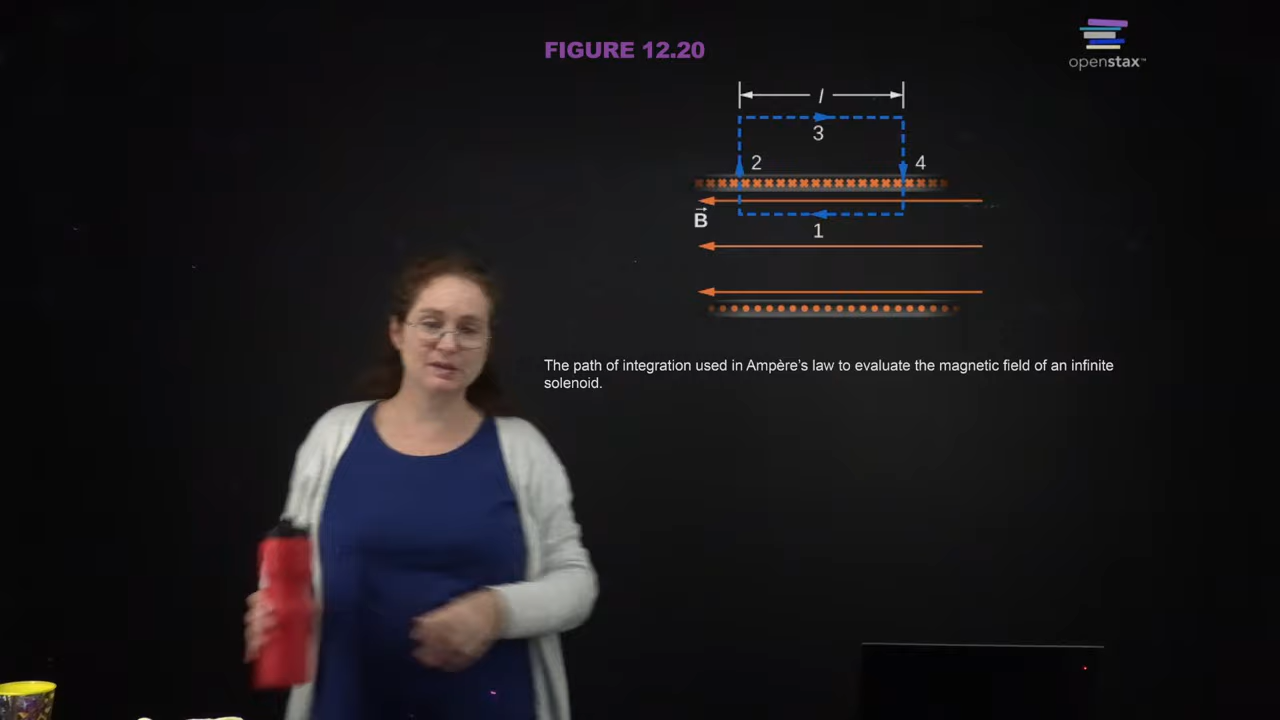 FIGURE 12.20
openstax™
l
3
2
4
B
1
The path of integration used in Ampère's law to evaluate the magnetic field of an infinite
solenoid.